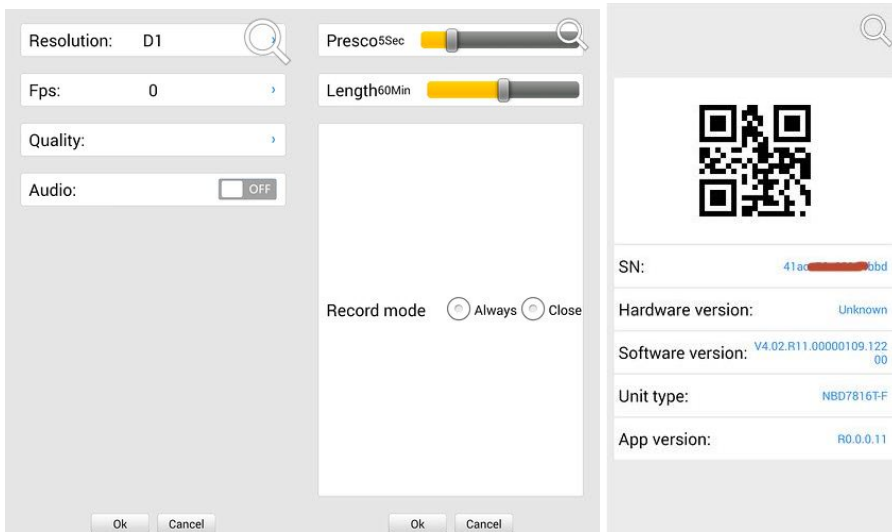 Resolution: D1
Fps: 0
Quality:
Audio: OFF
Ok Cancel
Presco5Sec
Length60Min
Record mode Always Close
Ok Cancel
SN: 41ac bbd
Hardware version: Unknown
Software version: V4.02.R11.00000109.122
00
Unit type: NBD7816T-F
App version: R0.0.0.11